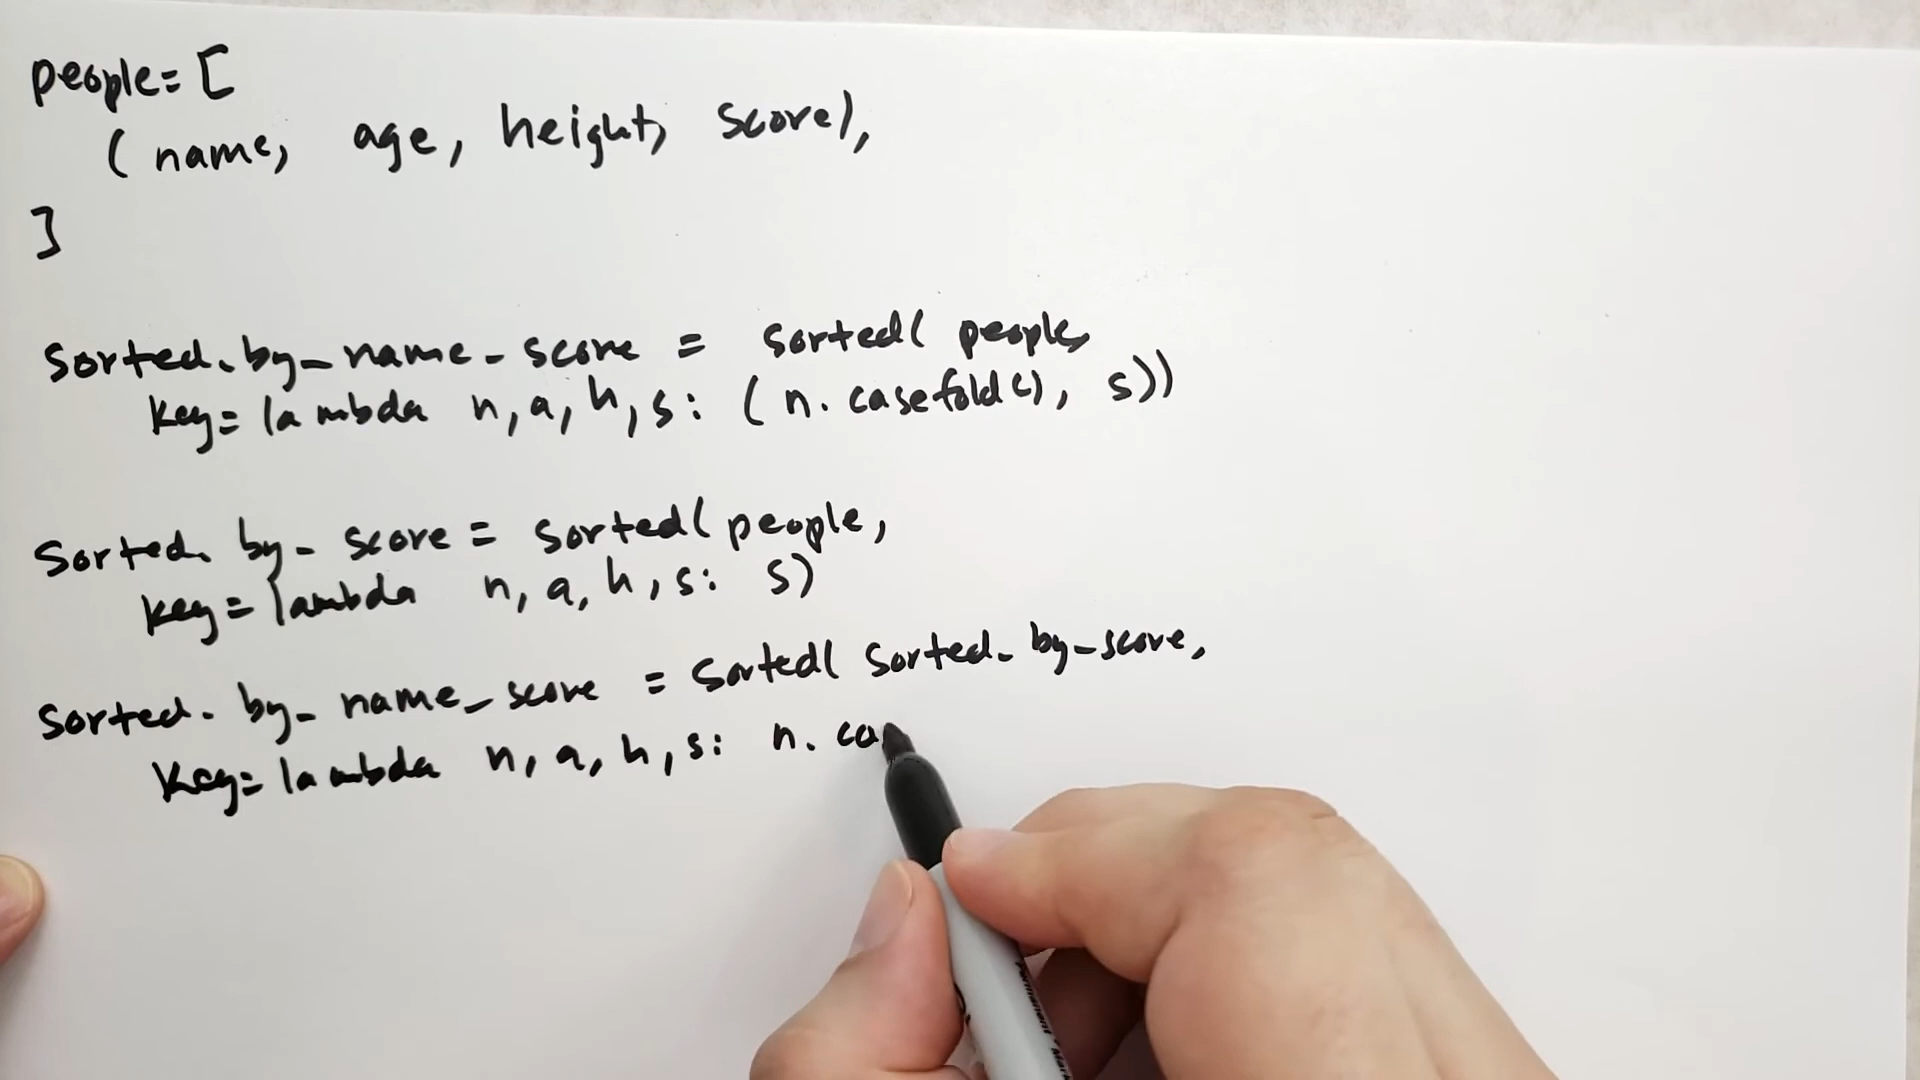 people=[
(name, age, height, score),
]
sorted_by_name_score = sorted( people,
key=lambda n, a, h, s: (n.casefold(), s))
sorted_by_score = sorted(people,
key=lambda n, a, h, s: s)
sorted_by_name_score = sorted( sorted_by_score,
key=lambda n, a, h, s: n. ca
Permanent